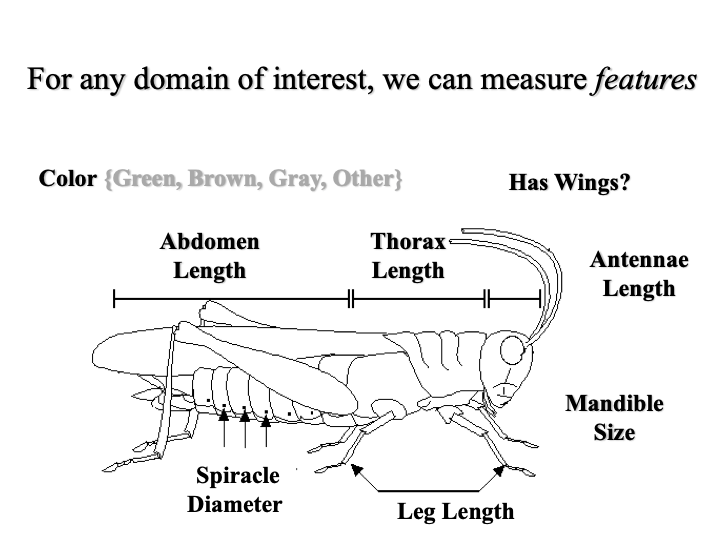 For any domain of interest, we can measure features
Color {Green, Brown, Gray, Other}
Has Wings?
Abdomen
Length
Thorax
Length
Antennae
Length
Mandible
Size
Spiracle
Diameter
Leg Length